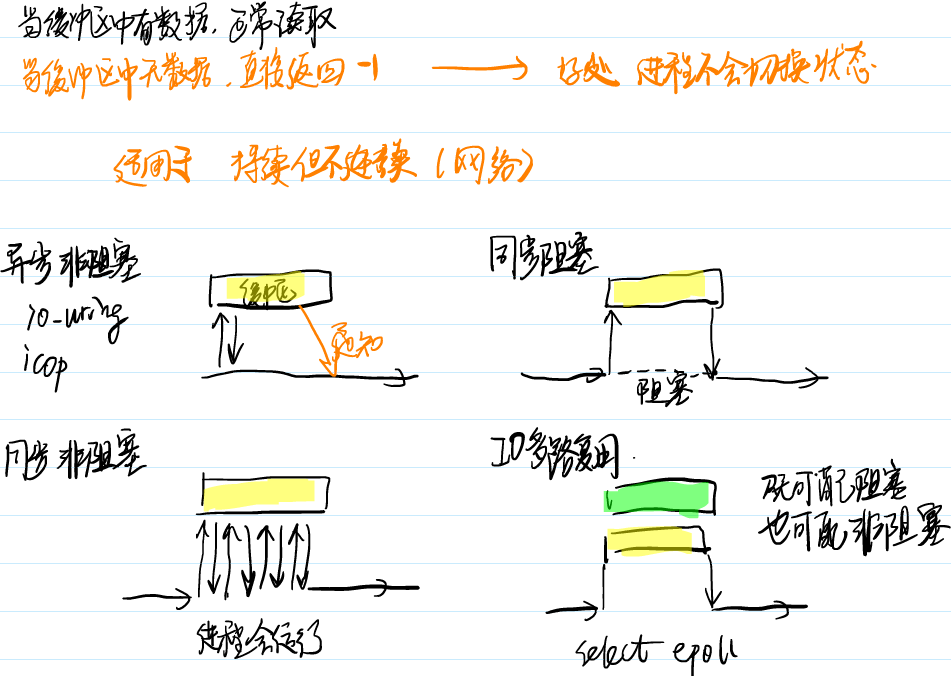 当缓冲区中有数据,正常读取
当缓冲区中无数据,直接返回-1 好处 进程不会切换状态
适用于 持续但不连续(网络)
异步非阻塞
io-uring
icop
缓冲区
通知
同步阻塞
阻塞
同步非阻塞
进程会运行
IO多路复用.
既可配阻塞
也可配非阻塞
select epoll